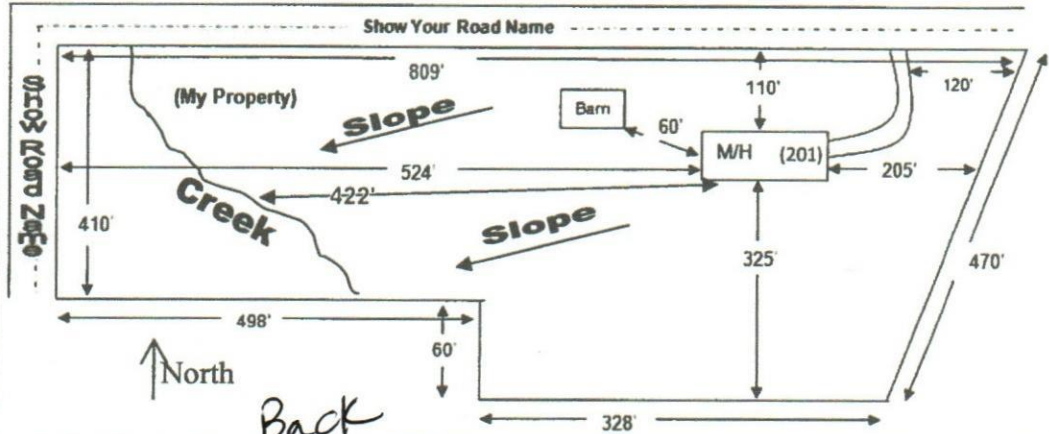 Show Your Road Name
Show Road Name
809'
(My Property)
Slope
Barn
60'
110'
120'
M/H (201)
524'
205'
422'
Creek
410'
Slope
325'
470'
498'
60'
North
Back
328'